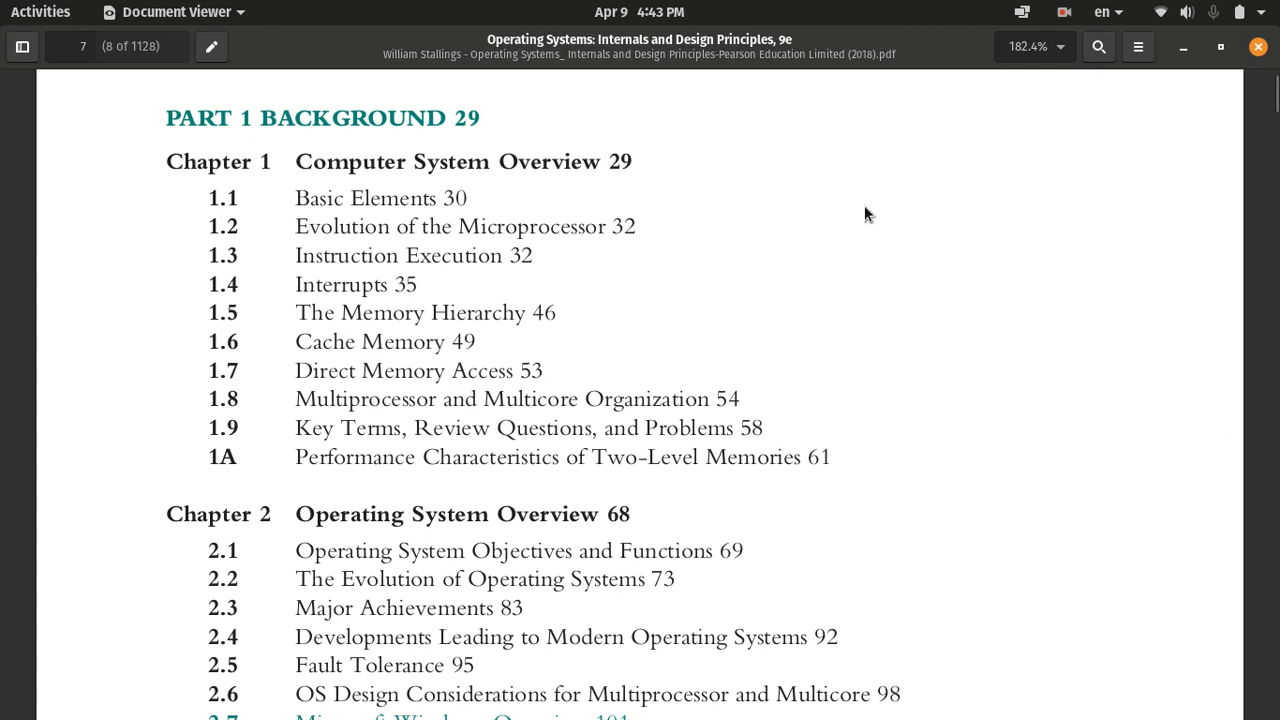 Activities Document Viewer Apr 9 4:43 PM en
7 (8 of 1128) Operating Systems: Internals and Design Principles, 9e 182.4%
William Stallings - Operating Systems_ Internals and Design Principles-Pearson Education Limited (2018).pdf
PART 1 BACKGROUND 29
Chapter 1 Computer System Overview 29
1.1 Basic Elements 30
1.2 Evolution of the Microprocessor 32
1.3 Instruction Execution 32
1.4 Interrupts 35
1.5 The Memory Hierarchy 46
1.6 Cache Memory 49
1.7 Direct Memory Access 53
1.8 Multiprocessor and Multicore Organization 54
1.9 Key Terms, Review Questions, and Problems 58
1A Performance Characteristics of Two-Level Memories 61
Chapter 2 Operating System Overview 68
2.1 Operating System Objectives and Functions 69
2.2 The Evolution of Operating Systems 73
2.3 Major Achievements 83
2.4 Developments Leading to Modern Operating Systems 92
2.5 Fault Tolerance 95
2.6 OS Design Considerations for Multiprocessor and Multicore 98
2.7 Microsoft Windows Overview 101